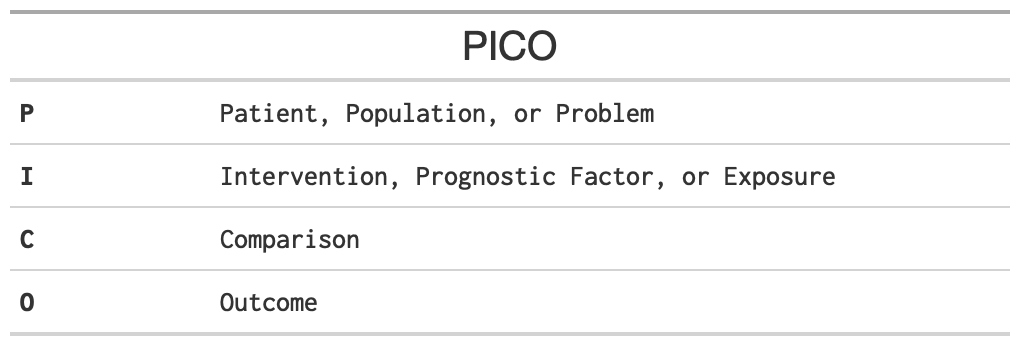 PICO
P Patient, Population, or Problem
I Intervention, Prognostic Factor, or Exposure
C Comparison
O Outcome